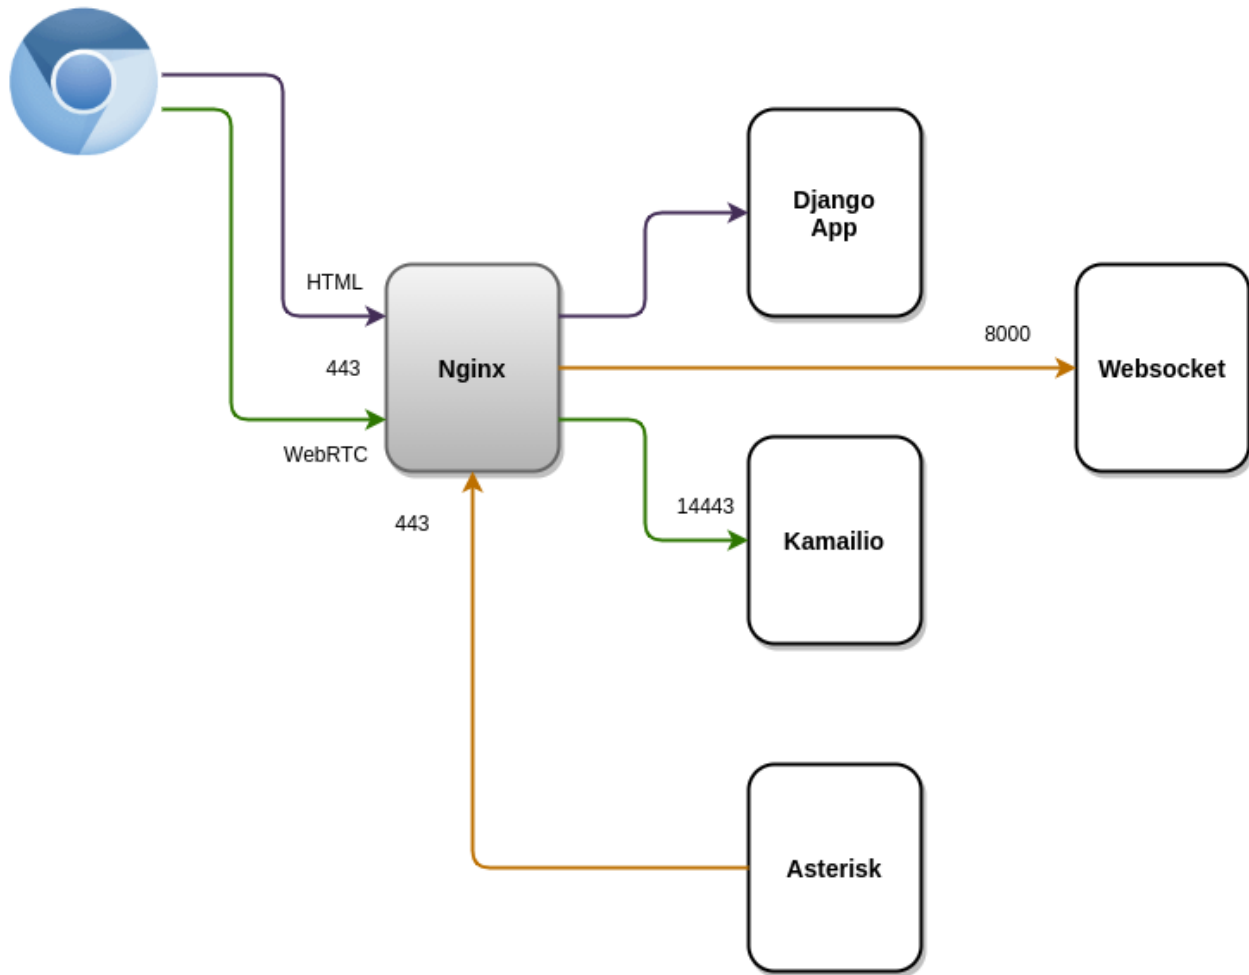 Django
App
HTML
8000
443
Nginx
Websocket
WebRTC
14443
443
Kamailio
Asterisk